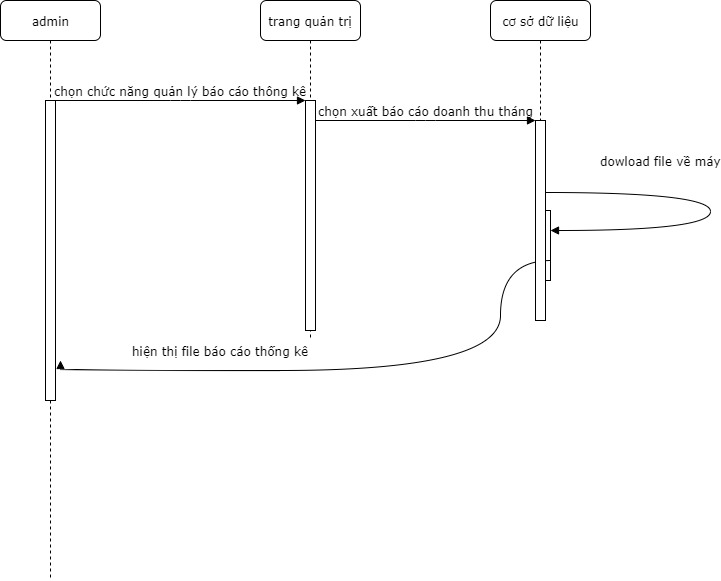 admin
trang quản trị
cơ sở dữ liệu
chọn chức năng quản lý báo cáo thông kê
chọn xuất báo cáo doanh thu tháng
dowload file về máy
hiện thị file báo cáo thống kê